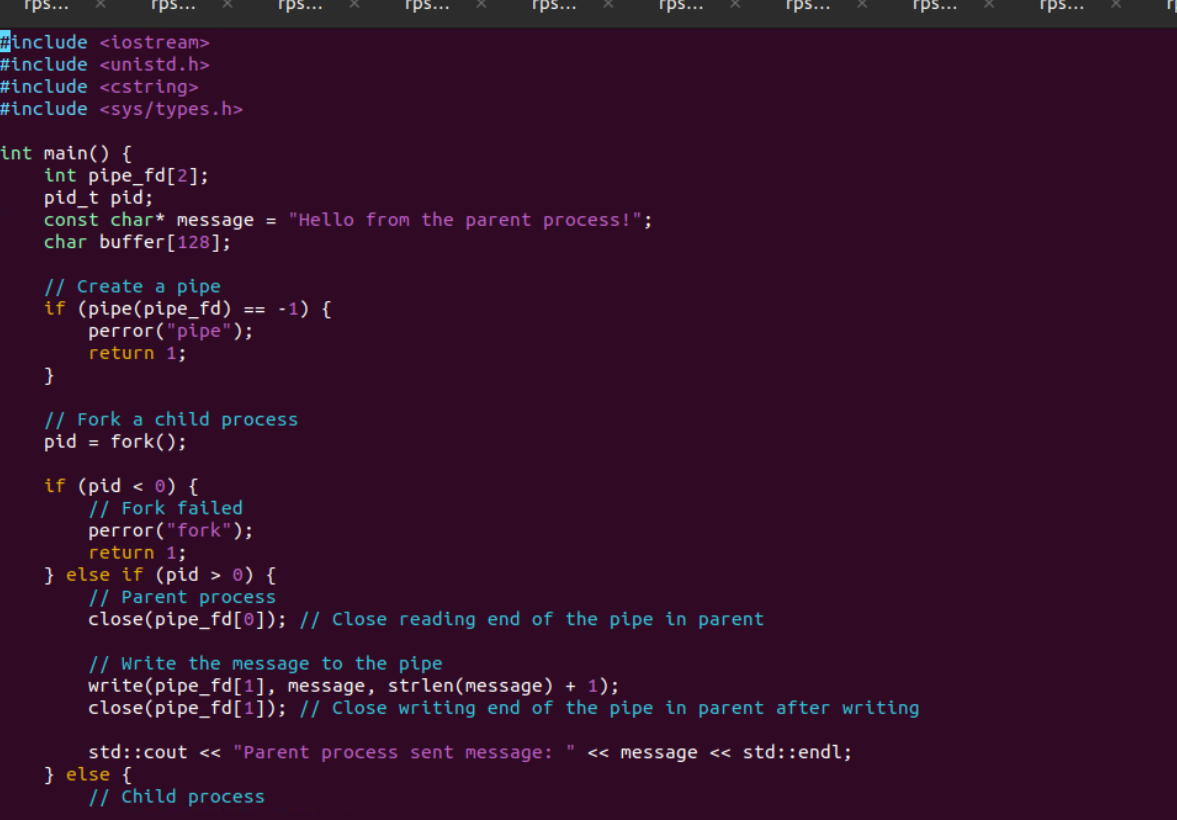 rps... × rps... × rps... × rps... × rps... × rps... × rps... × rps... × rps... ×
#include <iostream>
#include <unistd.h>
#include <cstring>
#include <sys/types.h>

int main() {
    int pipe_fd[2];
    pid_t pid;
    const char* message = "Hello from the parent process!";
    char buffer[128];

    // Create a pipe
    if (pipe(pipe_fd) == -1) {
        perror("pipe");
        return 1;
    }

    // Fork a child process
    pid = fork();

    if (pid < 0) {
        // Fork failed
        perror("fork");
        return 1;
    } else if (pid > 0) {
        // Parent process
        close(pipe_fd[0]); // Close reading end of the pipe in parent

        // Write the message to the pipe
        write(pipe_fd[1], message, strlen(message) + 1);
        close(pipe_fd[1]); // Close writing end of the pipe in parent after writing

        std::cout << "Parent process sent message: " << message << std::endl;
    } else {
        // Child process